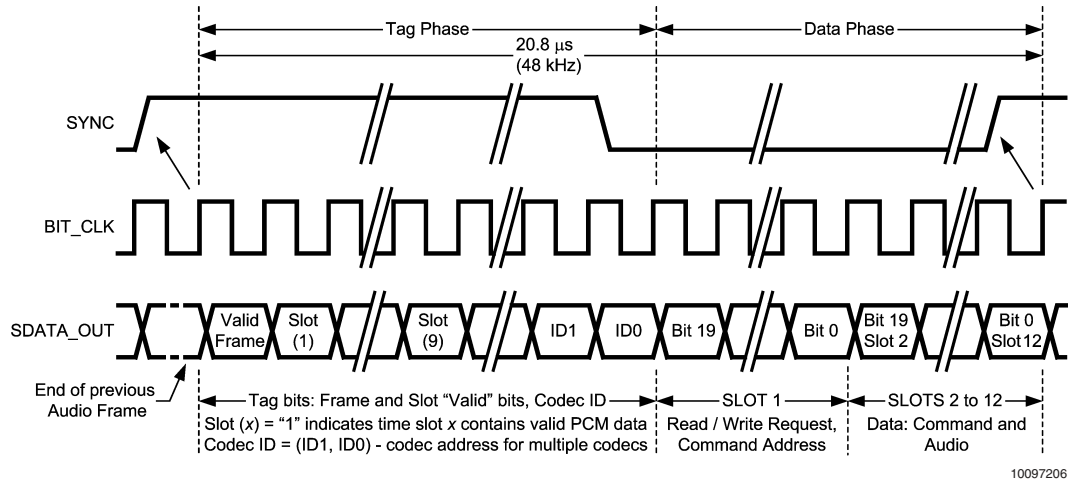 Tag Phase
Data Phase
20.8 µs
(48 kHz)
SYNC
BIT_CLK
SDATA_OUT
Valid
Frame
Slot
(1)
Slot
(9)
ID1
ID0
Bit 19
Bit 0
Bit 19
Slot 2
Bit 0
Slot12
End of previous
Audio Frame
Tag bits: Frame and Slot “Valid” bits, Codec ID
Slot (x) = “1” indicates time slot x contains valid PCM data
Codec ID = (ID1, ID0) - codec address for multiple codecs
SLOT 1
Read / Write Request,
Command Address
SLOTS 2 to 12
Data: Command and
Audio
10097206